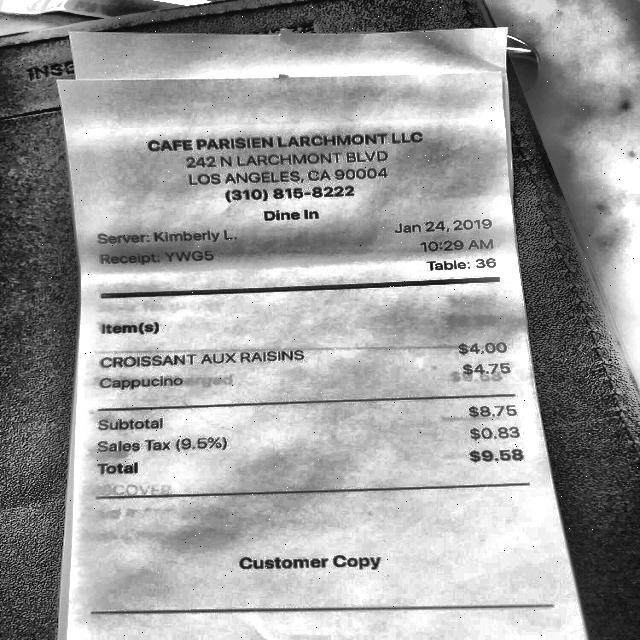 INSE
CAFE PARISIEN LARCHMONT LLC
242 N LARCHMONT BLVD
LOS ANGELES, CA 90004
(310) 815-8222
Dine In
Server: Kimberly L. Jan 24, 2019
Receipt: YWG5 10:29 AM
Table: 36
Item(s)
CROISSANT AUX RAISINS $4.00
Cappucino $4.75
Subtotal $8.75
Sales Tax (9.5%) $0.83
Total $9.58
Customer Copy